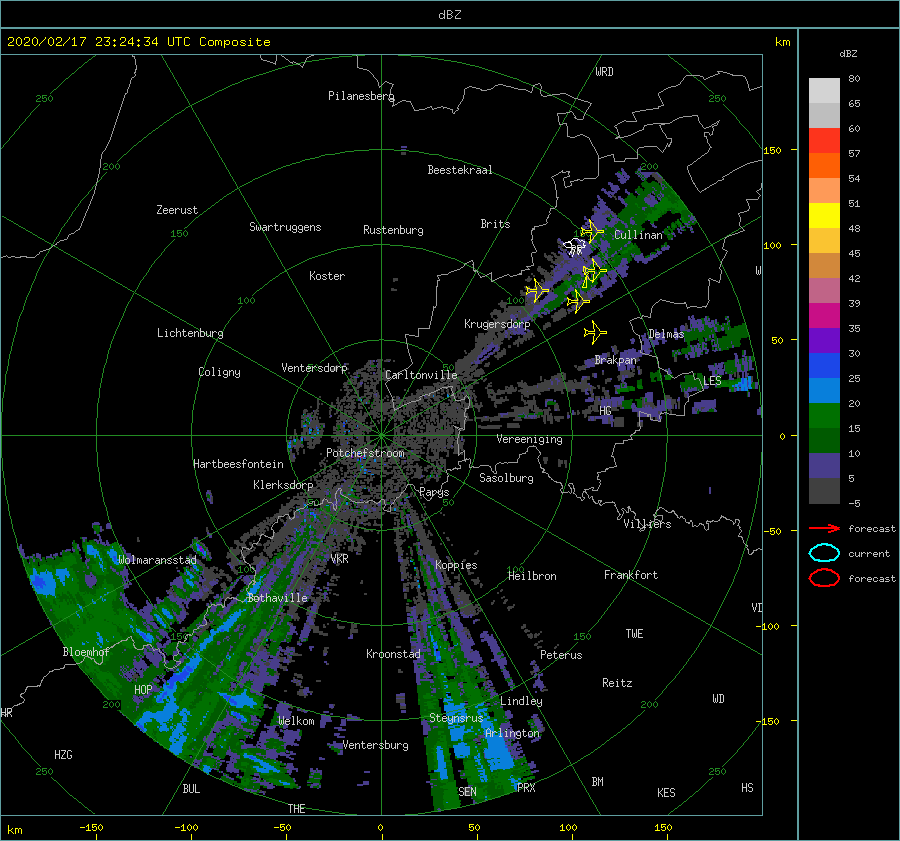 dBZ
2020/02/17 23:24:34 UTC Composite
km
dBZ
WRD
250
250
80
Pilanesberg
65
60
150
57
200
Beestekraal
200
54
Zeerust
51
Swartruggens
Rustenburg
Brits
150
Cullinan
48
100
45
Koster
W
42
100
100
39
Lichtenburg
Krugersdorp
Delmas
35
50
30
Ventersdorp
Carltonville
Brakpan
Coligny
LES
25
HG
20
Vereeniging
0
15
Potchefstroom
10
Hartbeesfontein
Sasolburg
5
Klerksdorp
Parys
-5
50
50
Villiers
-50
forecast
current
Wolmaransstad
VKR
Koppies
100
100
Heilbron
Frankfort
forecast
Bothaville
VD
-100
150
150
TWE
Bloemhof
Kroonstad
Peterus
HOP
Reitz
200
Lindley
200
WD
HR
Welkom
Steynsrus
-150
Arlington
HZG
Ventersburg
250
250
BUL
SEN
PRX
BM
KES
HS
THE
km
-150
-100
-50
0
50
100
150